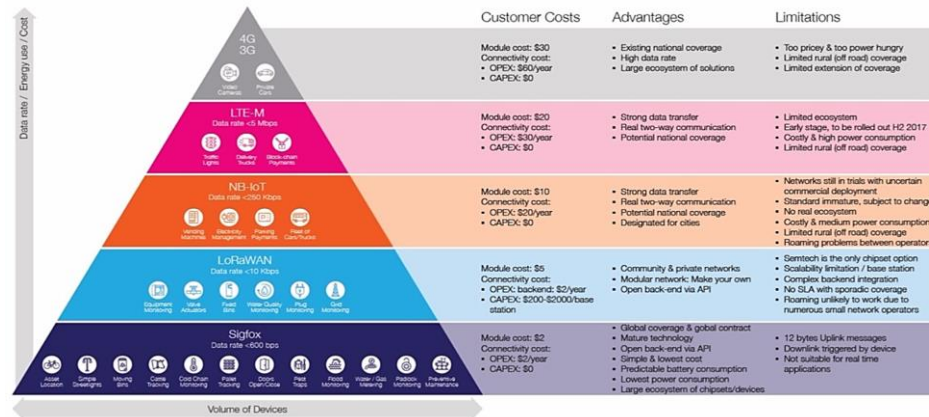 Data rate / Energy use / Cost
4G
3G
Video
Cameras
Private
Cars
LTE-M
Data rate <5 Mbps
Traffic
Lights
Delivery
Trucks
Block-chain
Payments
NB-IoT
Data rate <250 Kbps
Vending
Machines
Electricity
Management
Parking
Payments
Fleet of
Cars/Trucks
LoRaWAN
Data rate <10 Kbps
Equipment
Monitoring
Valve
Actuators
Fixed
Bins
Water Quality
Monitoring
Plug
Monitoring
Grid
Monitoring
Sigfox
Data rate <600 bps
Asset
Location
Simple
Streetlights
Moving
Bins
Cattle
Tracking
Cold Chain
Monitoring
Pallet
Tracking
Doors
Open/Close
Pest
Traps
Flood
Monitoring
Water / Gas
Metering
Paddock
Monitoring
Preventive
Maintenance
Volume of Devices
Customer Costs
Module cost: $30
Connectivity cost:
• OPEX: $60/year
• CAPEX: $0
Module cost: $20
Connectivity cost:
• OPEX: $30/year
• CAPEX: $0
Module cost: $10
Connectivity cost:
• OPEX: $20/year
• CAPEX: $0
Module cost: $5
Connectivity cost:
• OPEX: backend: $2/year
• CAPEX: $200-$2000/base
station
Module cost: $2
Connectivity cost:
• OPEX: $2/year
• CAPEX: $0
Advantages
• Existing national coverage
• High data rate
• Large ecosystem of solutions
• Strong data transfer
• Real two-way communication
• Potential national coverage
• Strong data transfer
• Real two-way communication
• Potential national coverage
• Designated for cities
• Community & private networks
• Modular network: Make your own
• Open back-end via API
• Global coverage & gobal contract
• Mature technology
• Open back-end via API
• Simple & lowest cost
• Predictable battery consumption
• Lowest power consumption
• Large ecosystem of chipsets/devices
Limitations
• Too pricey & too power hungry
• Limited rural (off road) coverage
• Limited extension of coverage
• Limited ecosystem
• Early stage, to be rolled out H2 2017
• Costly & high power consumption
• Limited rural (off road) coverage
• Networks still in trials with uncertain
commercial deployment
• Standard immature, subject to change
• No real ecosystem
• Costly & medium power consumption
• Limited rural (off road) coverage
• Roaming problems between operator
• Semtech is the only chipset option
• Scalability limitation / base station
• Complex backend integration
• No SLA with sporadic coverage
• Roaming unlikely to work due to
numerous small network operators
• 12 bytes Uplink messages
• Downlink triggered by device
• Not suitable for real time
applications